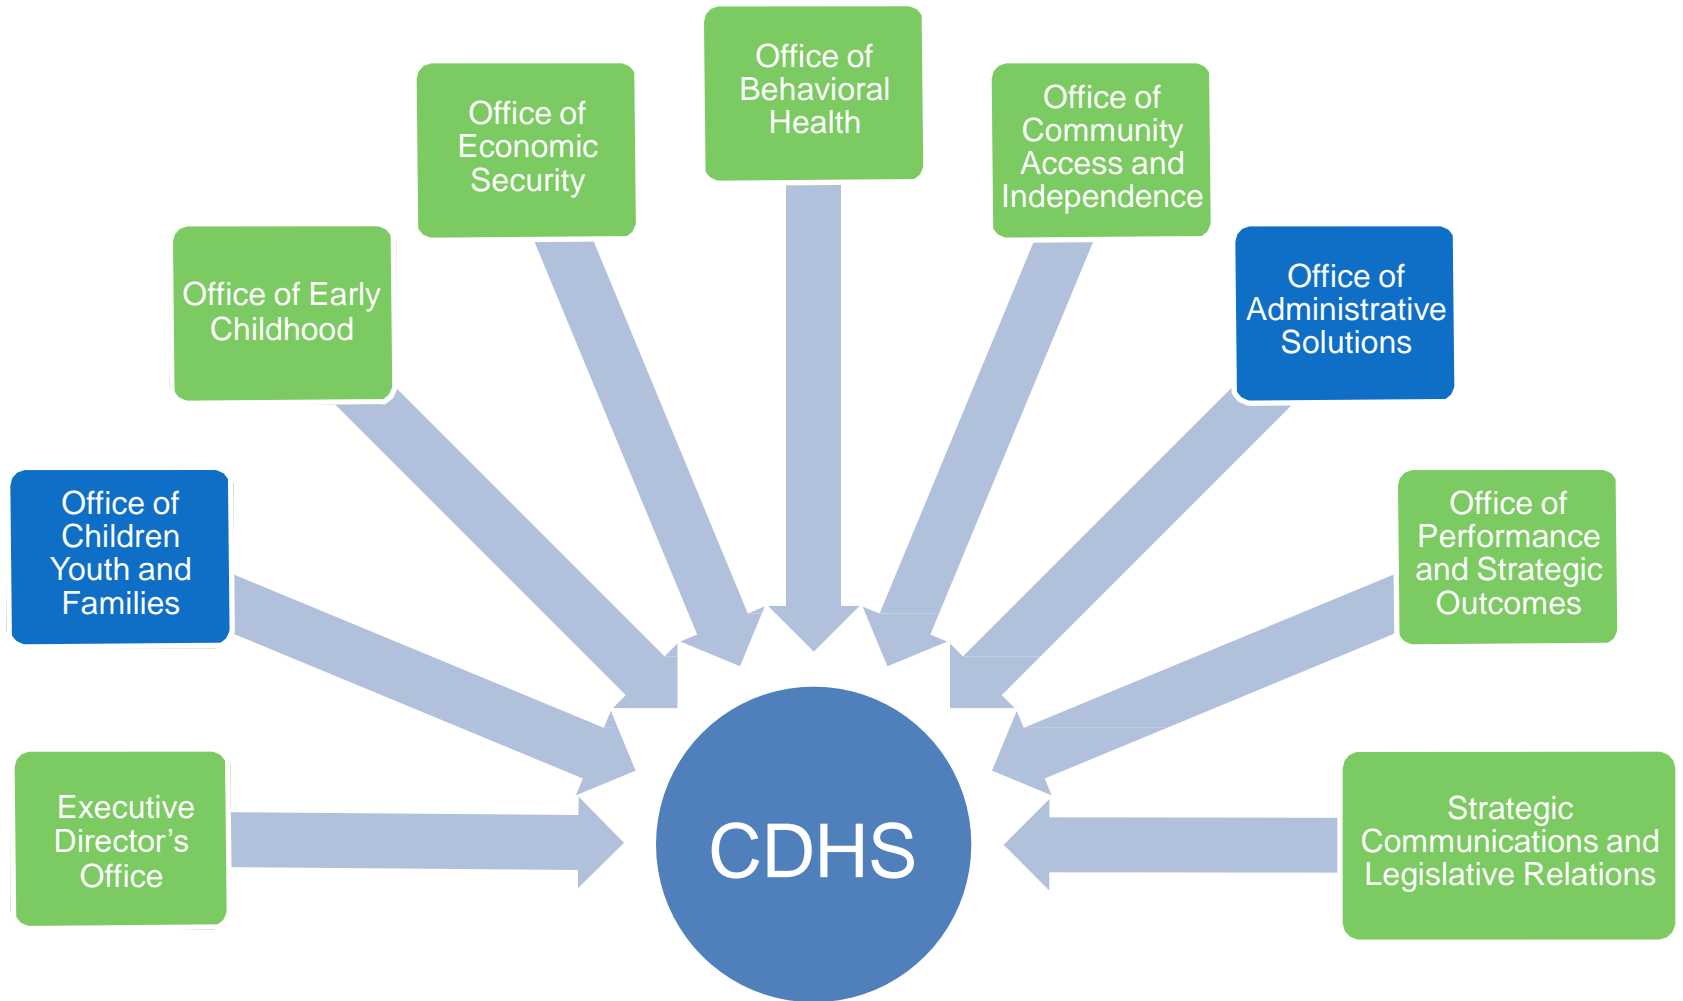 Office of
Behavioral
Health
Office of
Economic
Security
Office of
Community
Access and
Independence
Office of Early
Childhood
Office of
Administrative
Solutions
Office of
Children
Youth and
Families
Office of
Performance
and Strategic
Outcomes
Executive
Director’s
Office
CDHS
Strategic
Communications and
Legislative Relations